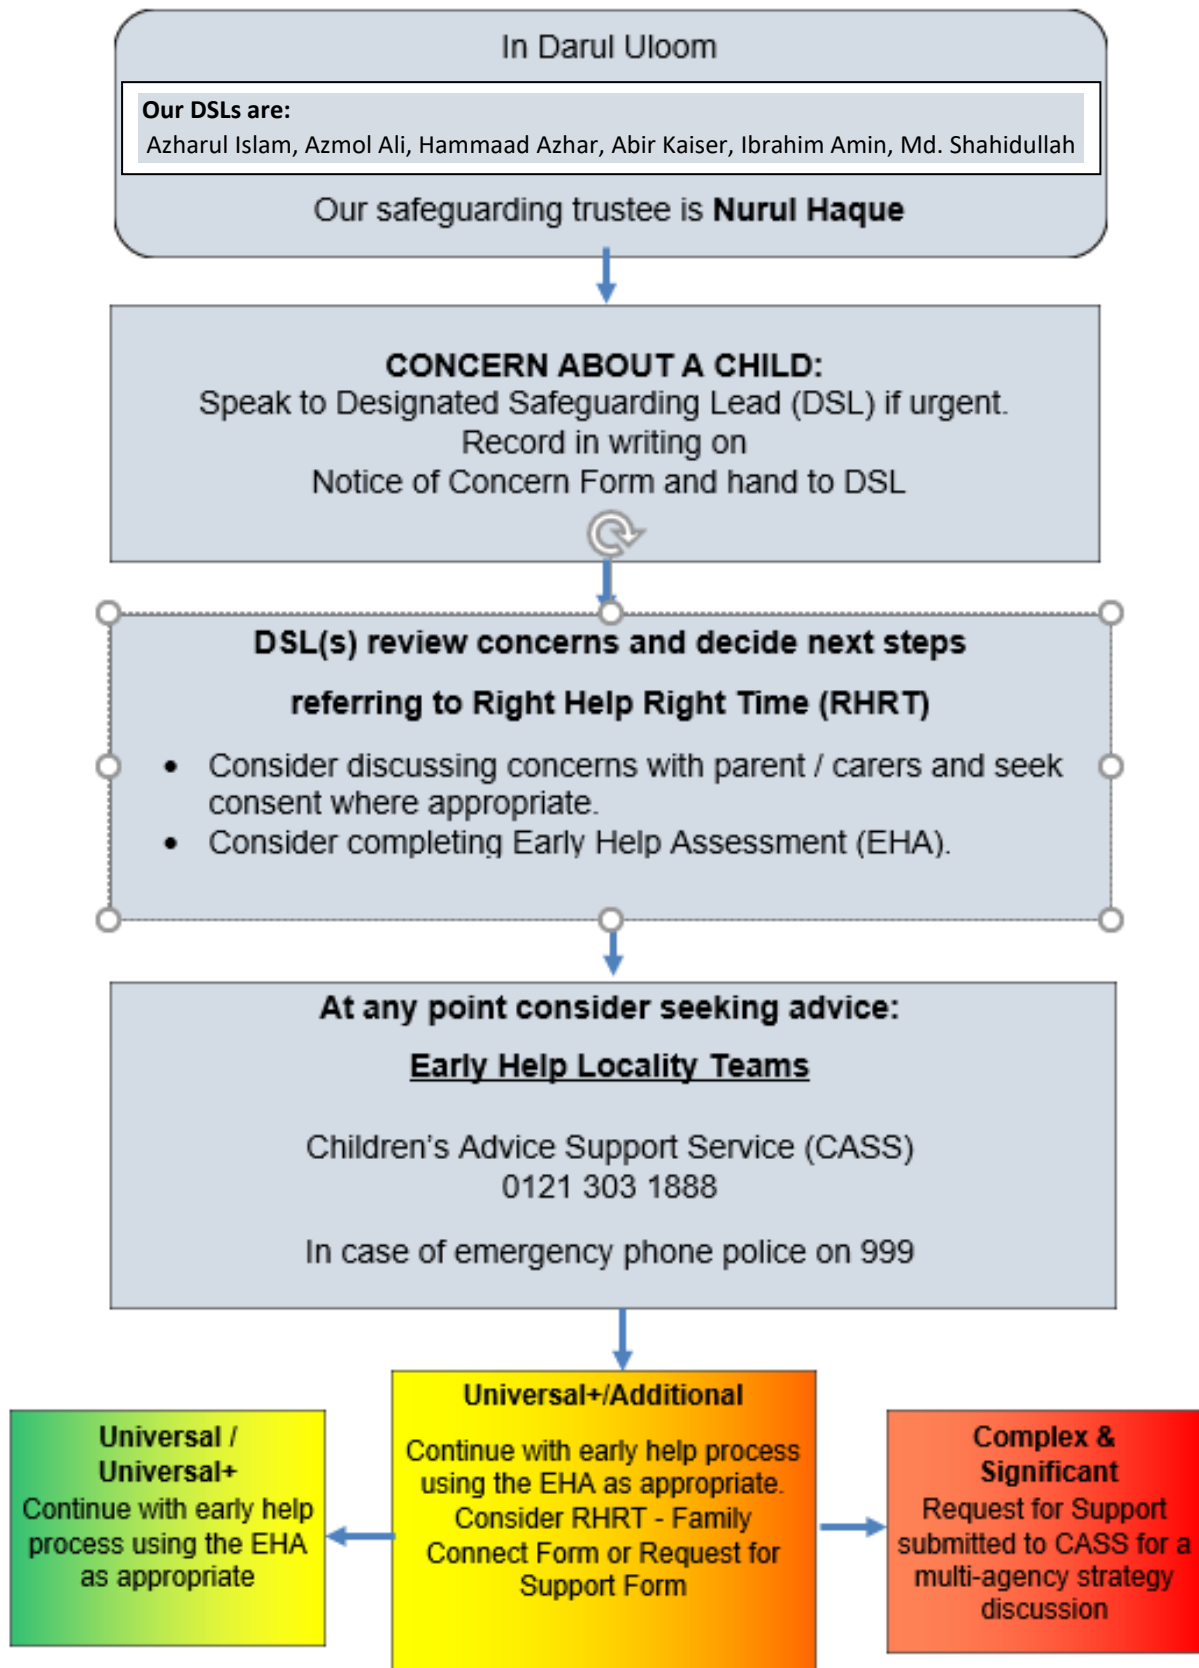 In Darul Uloom
Our DSLs are:
Azharul Islam, Azmol Ali, Hammaad Azhar, Abir Kaiser, Ibrahim Amin, Md. Shahidullah
Our safeguarding trustee is Nurul Haque
CONCERN ABOUT A CHILD:
Speak to Designated Safeguarding Lead (DSL) if urgent.
Record in writing on
Notice of Concern Form and hand to DSL
DSL(s) review concerns and decide next steps
referring to Right Help Right Time (RHRT)
• Consider discussing concerns with parent / carers and seek
consent where appropriate.
• Consider completing Early Help Assessment (EHA).
At any point consider seeking advice:
Early Help Locality Teams
Children's Advice Support Service (CASS)
0121 303 1888
In case of emergency phone police on 999
Universal /
Universal+
Continue with early help
process using the EHA
as appropriate
Universal+/Additional
Continue with early help process
using the EHA as appropriate.
Consider RHRT - Family
Connect Form or Request for
Support Form
Complex &
Significant
Request for Support
submitted to CASS for a
multi-agency strategy
discussion